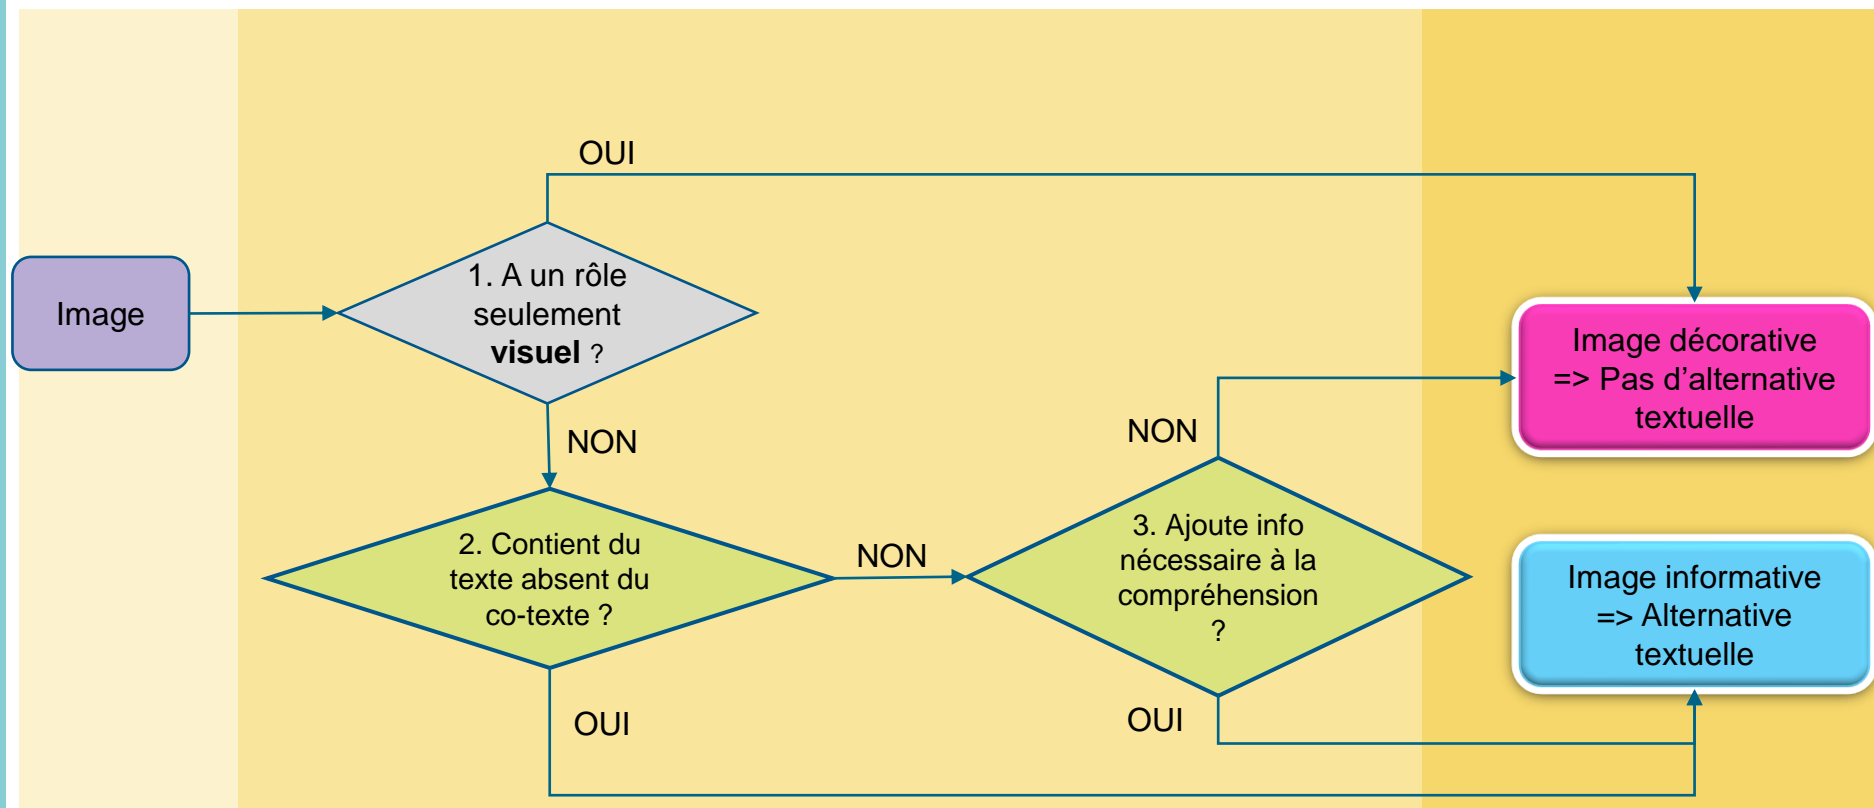 OUI
Image
1. A un rôle
seulement
visuel ?
Image décorative
=> Pas d’alternative
textuelle
NON
NON
2. Contient du
texte absent du
co-texte ?
NON
3. Ajoute info
nécessaire à la
compréhension
?
Image informative
=> Alternative
textuelle
OUI
OUI